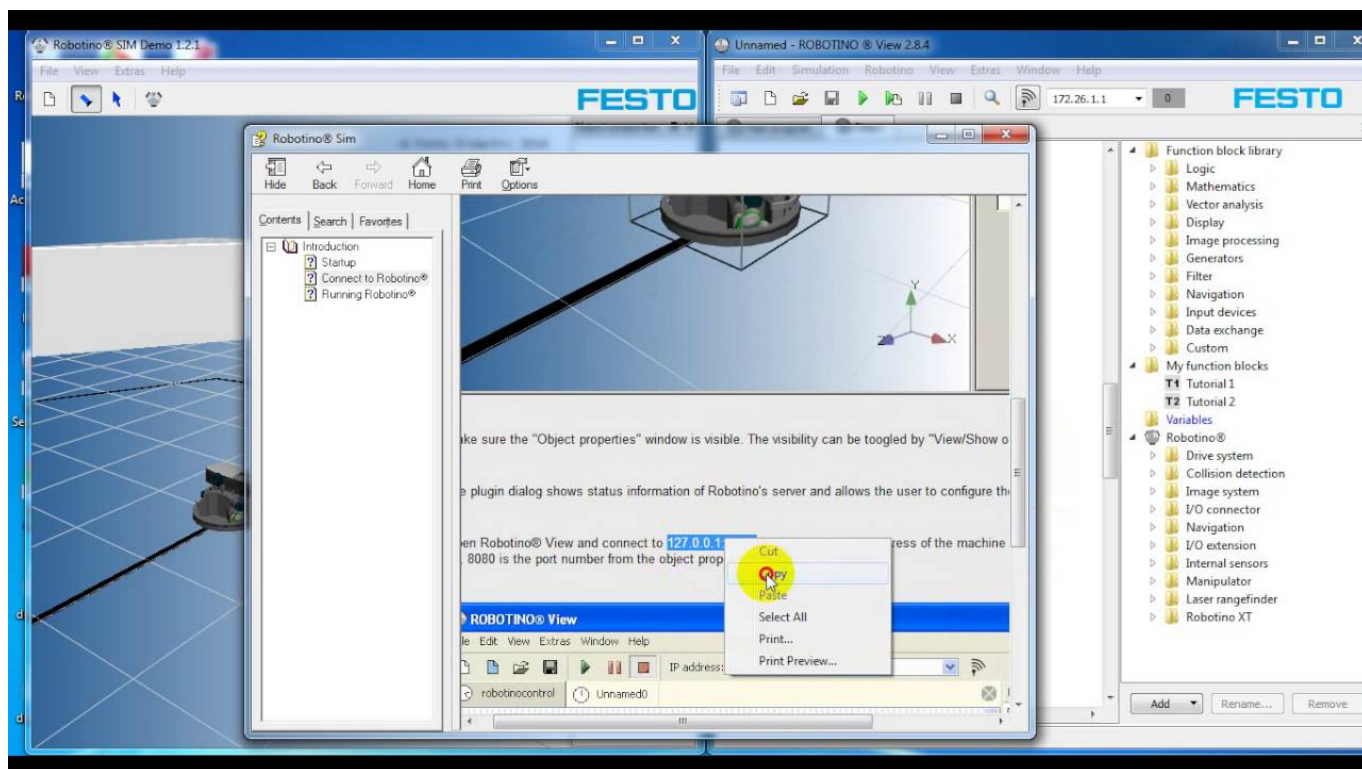 Robotino® SIM Demo 1.2.1
File View Extras Help
FESTO
Unnamed - ROBOTINO ® View 2.8.4
File Edit Simulation Robotino View Extras Window Help
172.26.1.1
0
FESTO
Robotino® Sim
Hide Back Forward Home Print Options
Contents Search Favorites
Introduction
Startup
Connect to Robotino®
Running Robotino®
Y
Z X
ke sure the "Object properties" window is visible. The visibility can be toogled by "View/Show o
e plugin dialog shows status information of Robotino's server and allows the user to configure th
en Robotino® View and connect to 127.0.0.1: ress of the machine
8080 is the port number from the object prop
Cut
Copy
Paste
Select All
Print...
Print Preview...
ROBOTINO® View
le Edit View Extras Window Help
IP address:
robotinocontrol Unnamed0
Function block library
Logic
Mathematics
Vector analysis
Display
Image processing
Generators
Filter
Navigation
Input devices
Data exchange
Custom
My function blocks
T1 Tutorial 1
T2 Tutorial 2
Variables
Robotino®
Drive system
Collision detection
Image system
I/O connector
Navigation
I/O extension
Internal sensors
Manipulator
Laser rangefinder
Robotino XT
Add Rename... Remove